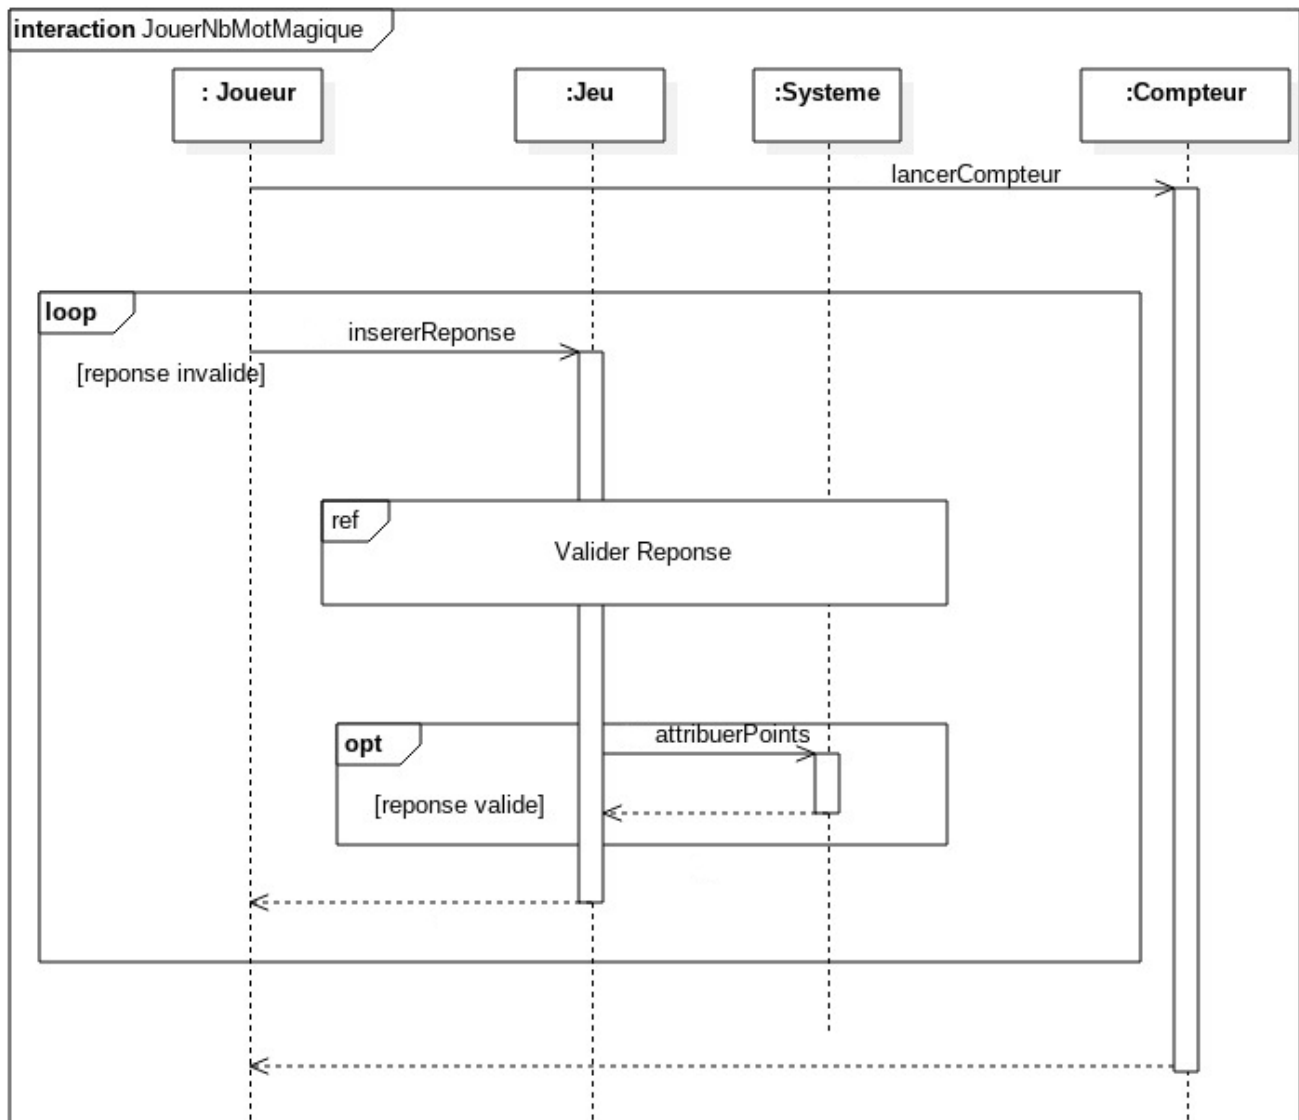 interaction JouerNbMotMagique
: Joueur
:Jeu
:Systeme
:Compteur
lancerCompteur
loop
insererReponse
[reponse invalide]
ref
Valider Reponse
attribuerPoints
opt
[reponse valide]